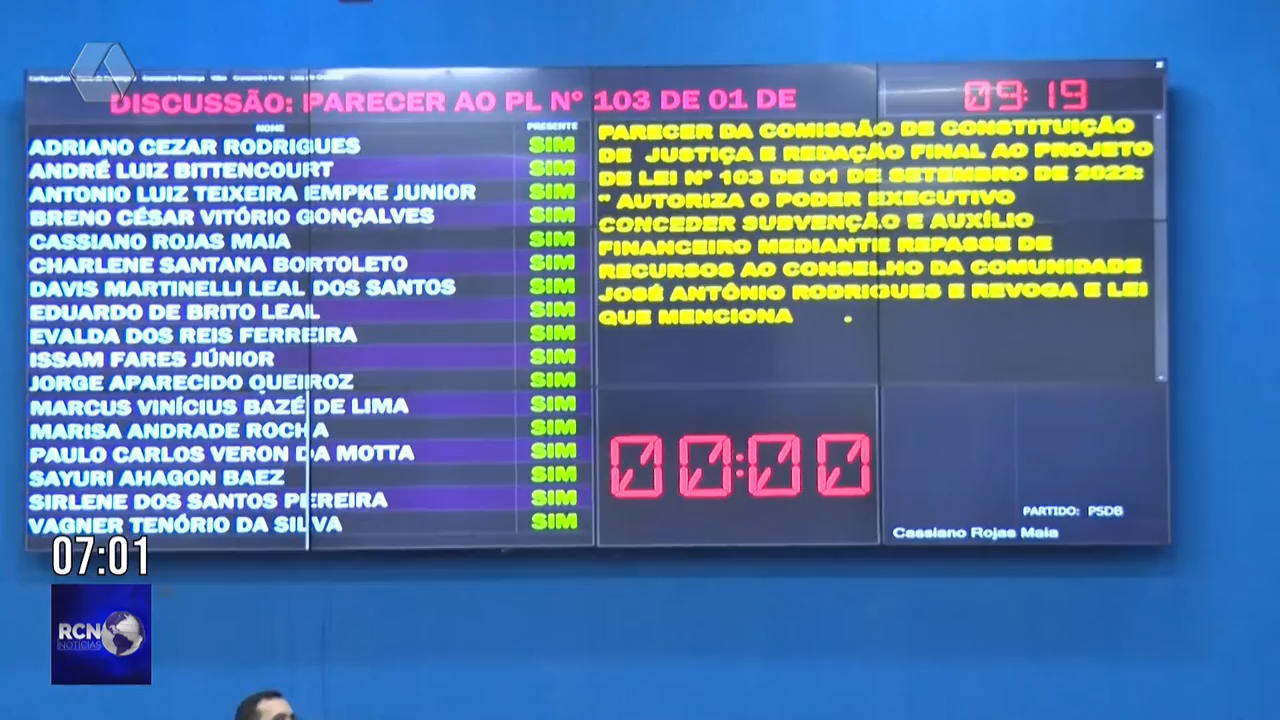 DISCUSSÃO: PARECER AO PL Nº 103 DE 01 DE
09:19
NOME PRESENTE
ADRIANO CEZAR RODRIGUES SIM
ANDRÉ LUIZ BITTENCOURT SIM
ANTONIO LUIZ TEIXEIRA EMPKE JUNIOR SIM
BRENO CÉSAR VITÓRIO GONÇALVES SIM
CASSIANO ROJAS MAIA SIM
CHARLENE SANTANA BORTOLETO SIM
DAVIS MARTINELLI LEAL DOS SANTOS SIM
EDUARDO DE BRITO LEAL SIM
EVALDA DOS REIS FERREIRA SIM
ISSAM FARES JÚNIOR SIM
JORGE APARECIDO QUEIROZ SIM
MARCUS VINÍCIUS BAZÉ DE LIMA SIM
MARISA ANDRADE ROCHA SIM
PAULO CARLOS VERON DA MOTTA SIM
SAYURI AHAGON BAEZ SIM
SIRLENE DOS SANTOS PEREIRA SIM
VAGNER TENÓRIO DA SILVA SIM
PARECER DA COMISSÃO DE CONSTITUIÇÃO
DE JUSTIÇA E REDAÇÃO FINAL AO PROJETO
DE LEI Nº 103 DE 01 DE SETEMBRO DE 2022:
" AUTORIZA O PODER EXECUTIVO
CONCEDER SUBVENÇÃO E AUXÍLIO
FINANCEIRO MEDIANTE REPASSE DE
RECURSOS AO CONSELHO DA COMUNIDADE
JOSÉ ANTÔNIO RODRIGUES E REVOGA E LEI
QUE MENCIONA .
00:00
PARTIDO: PSDB
Cassiano Rojas Maia
07:01
RCN
NOTÍCIAS